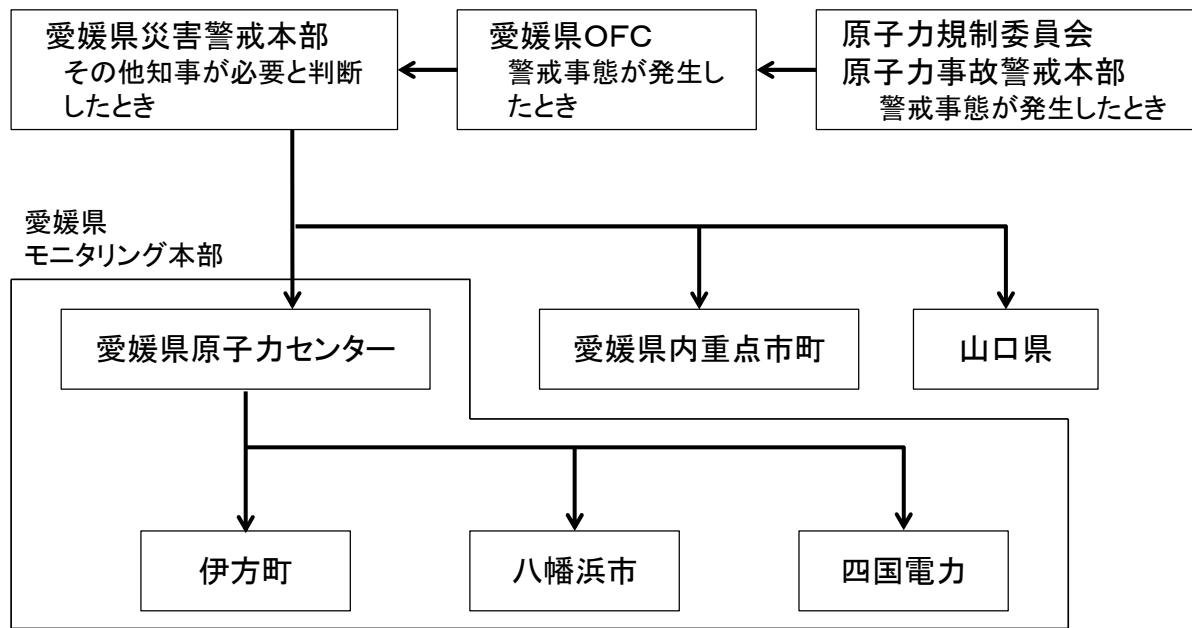 愛媛県災害警戒本部
その他知事が必要と判断
したとき
愛媛県OFC
警戒事態が発生し
たとき
原子力規制委員会
原子力事故警戒本部
警戒事態が発生したとき
愛媛県
モニタリング本部
愛媛県原子力センター
愛媛県内重点市町
山口県
伊方町
八幡浜市
四国電力